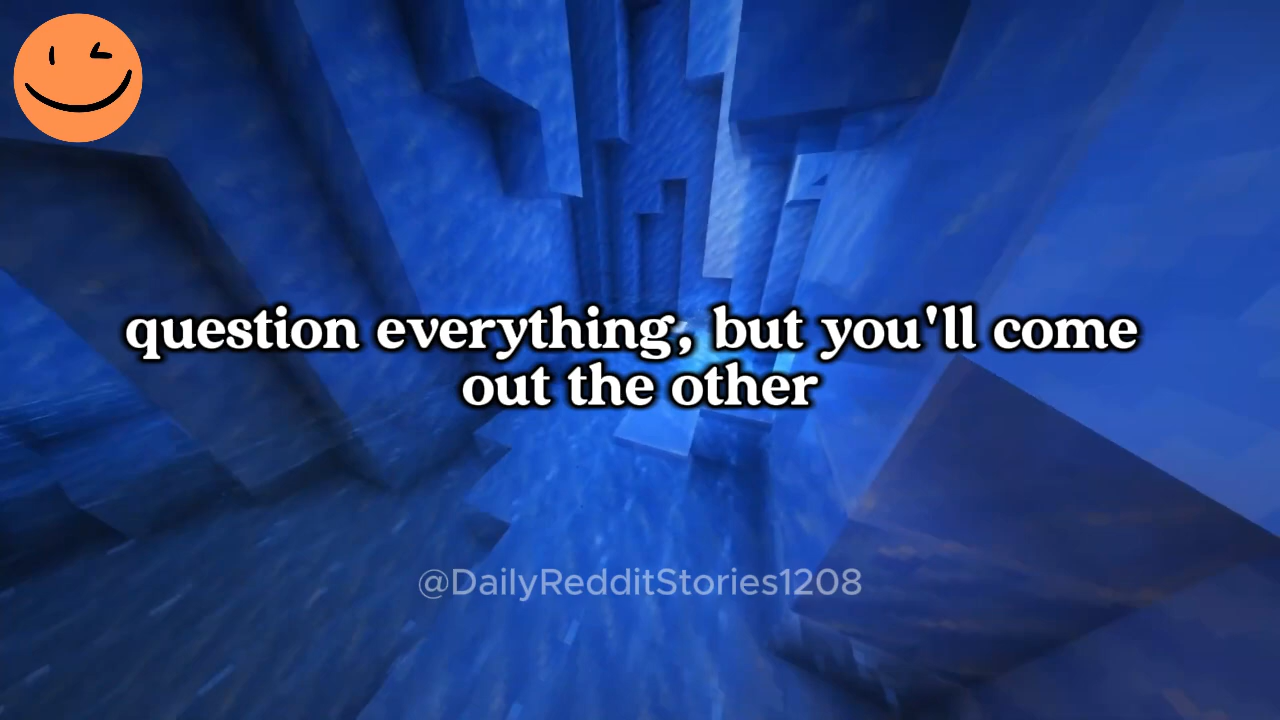 question everything, but you'll come
out the other
@DailyRedditStories1208